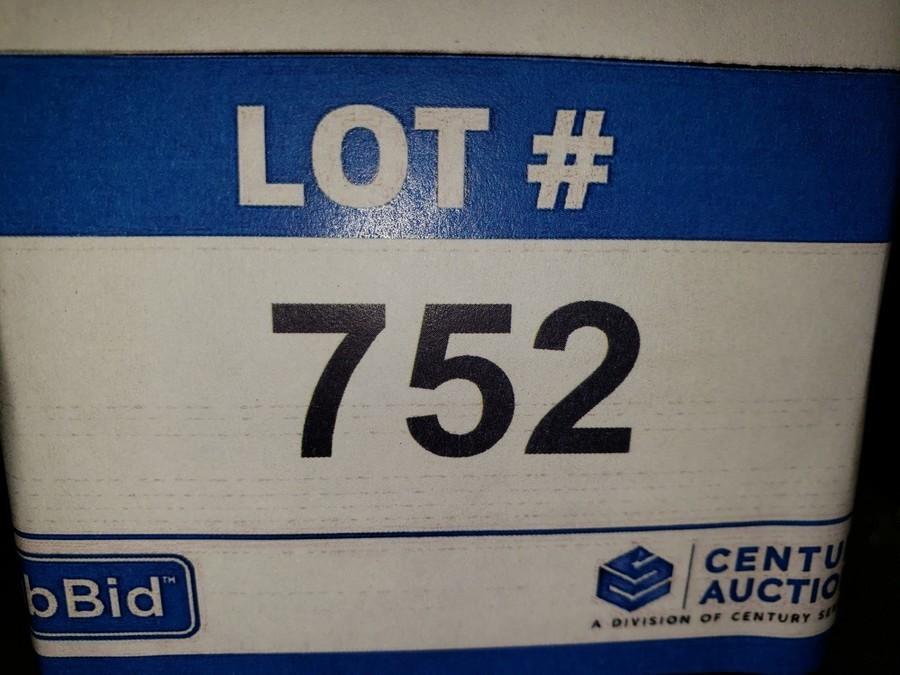 LOT #
752
bBid™
CENTU
AUCTIO
A DIVISION OF CENTURY SE